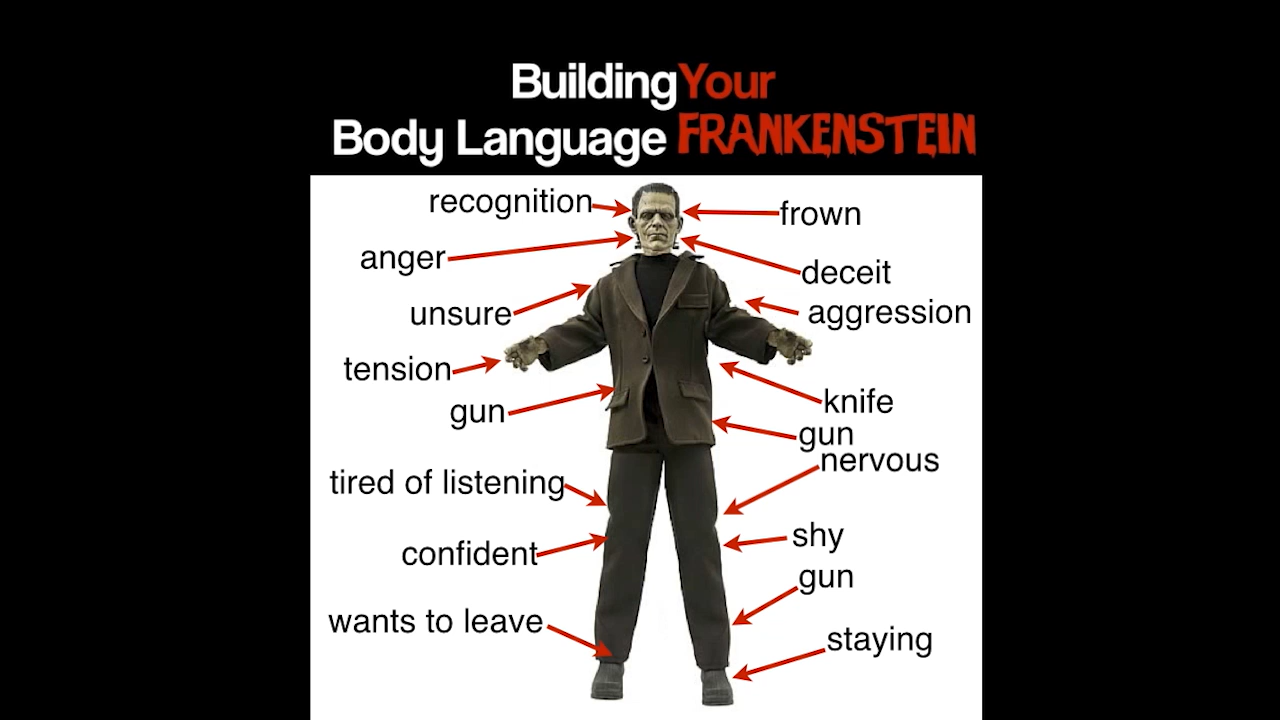 Building Your
Body Language FRANKENSTEIN
recognition
frown
anger
deceit
unsure
aggression
tension
knife
gun
gun
nervous
tired of listening
shy
confident
gun
wants to leave
staying